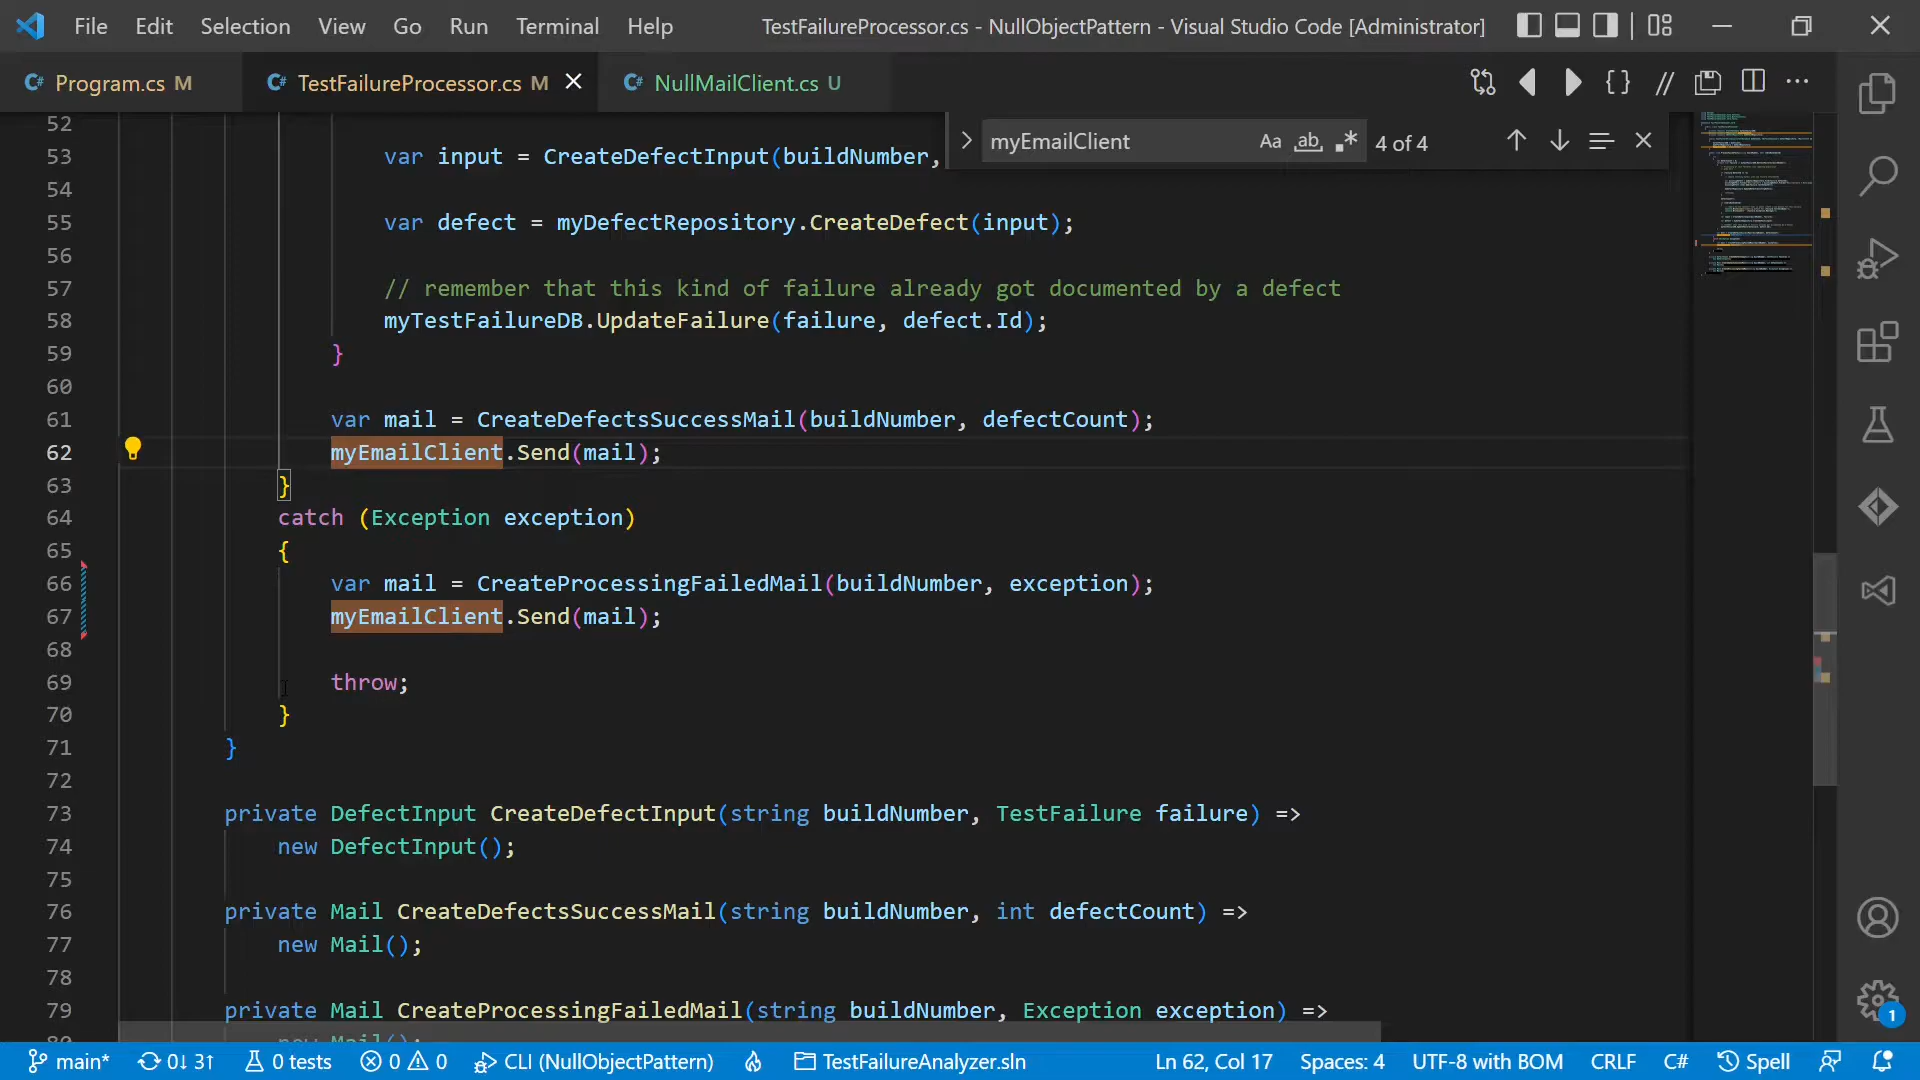 File Edit Selection View Go Run Terminal Help TestFailureProcessor.cs - NullObjectPattern - Visual Studio Code [Administrator]
Program.cs M TestFailureProcessor.cs M NullMailClient.cs U
myEmailClient Aa ab 4 of 4
52
53 var input = CreateDefectInput(buildNumber,
54
55 var defect = myDefectRepository.CreateDefect(input);
56
57 // remember that this kind of failure already got documented by a defect
58 myTestFailureDB.UpdateFailure(failure, defect.Id);
59 }
60
61 var mail = CreateDefectsSuccessMail(buildNumber, defectCount);
62 myEmailClient.Send(mail);
63 }
64 catch (Exception exception)
65 {
66 var mail = CreateProcessingFailedMail(buildNumber, exception);
67 myEmailClient.Send(mail);
68
69 throw;
70 }
71 }
72
73 private DefectInput CreateDefectInput(string buildNumber, TestFailure failure) =>
74 new DefectInput();
75
76 private Mail CreateDefectsSuccessMail(string buildNumber, int defectCount) =>
77 new Mail();
78
79 private Mail CreateProcessingFailedMail(string buildNumber, Exception exception) =>
1
main* 0↓ 3↑ 0 tests 0 0 CLI (NullObjectPattern) TestFailureAnalyzer.sln Ln 62, Col 17 Spaces: 4 UTF-8 with BOM CRLF C# Spell